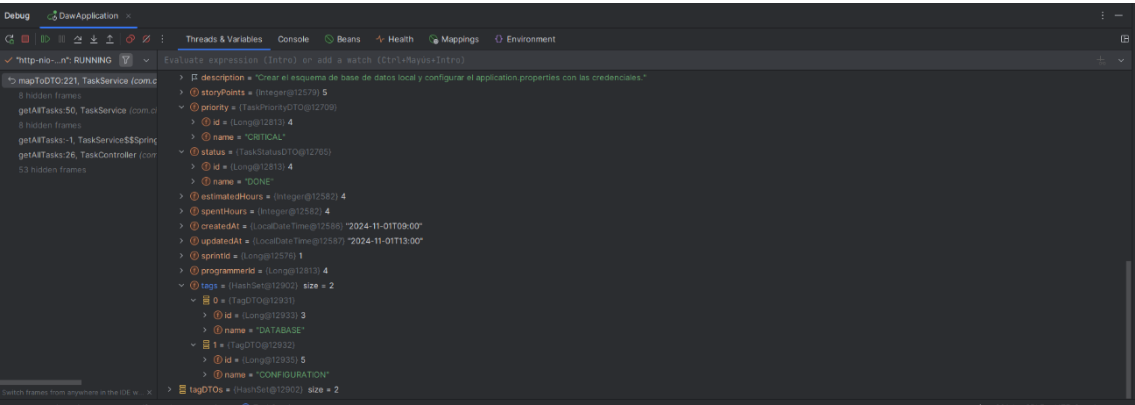 Debug DawApplication
Threads & Variables Console Beans Health Mappings Environment
"http-nio-...n": RUNNING Evaluate expression (Intro) or add a watch (Ctrl+Mayús+Intro)
mapToDTO:221, TaskService (com.c
8 hidden frames
getAllTasks:50, TaskService (com.cl
8 hidden frames
getAllTasks:-1, TaskService$$Spring
getAllTasks:26, TaskController (com
53 hidden frames
description = "Crear el esquema de base de datos local y configurar el application.properties con las credenciales."
storyPoints = {Integer@12579} 5
priority = {TaskPriorityDTO@12709}
id = {Long@12813} 4
name = "CRITICAL"
status = {TaskStatusDTO@12765}
id = {Long@12813} 4
name = "DONE"
estimatedHours = {Integer@12582} 4
spentHours = {Integer@12582} 4
createdAt = {LocalDateTime@12586} "2024-11-01T09:00"
updatedAt = {LocalDateTime@12587} "2024-11-01T13:00"
sprintId = {Long@12576} 1
programmerId = {Long@12813} 4
tags = {HashSet@12902} size = 2
0 = {TagDTO@12931}
id = {Long@12933} 3
name = "DATABASE"
1 = {TagDTO@12932}
id = {Long@12935} 5
name = "CONFIGURATION"
tagDTOs = {HashSet@12902} size = 2
Switch frames from anywhere in the IDE w...